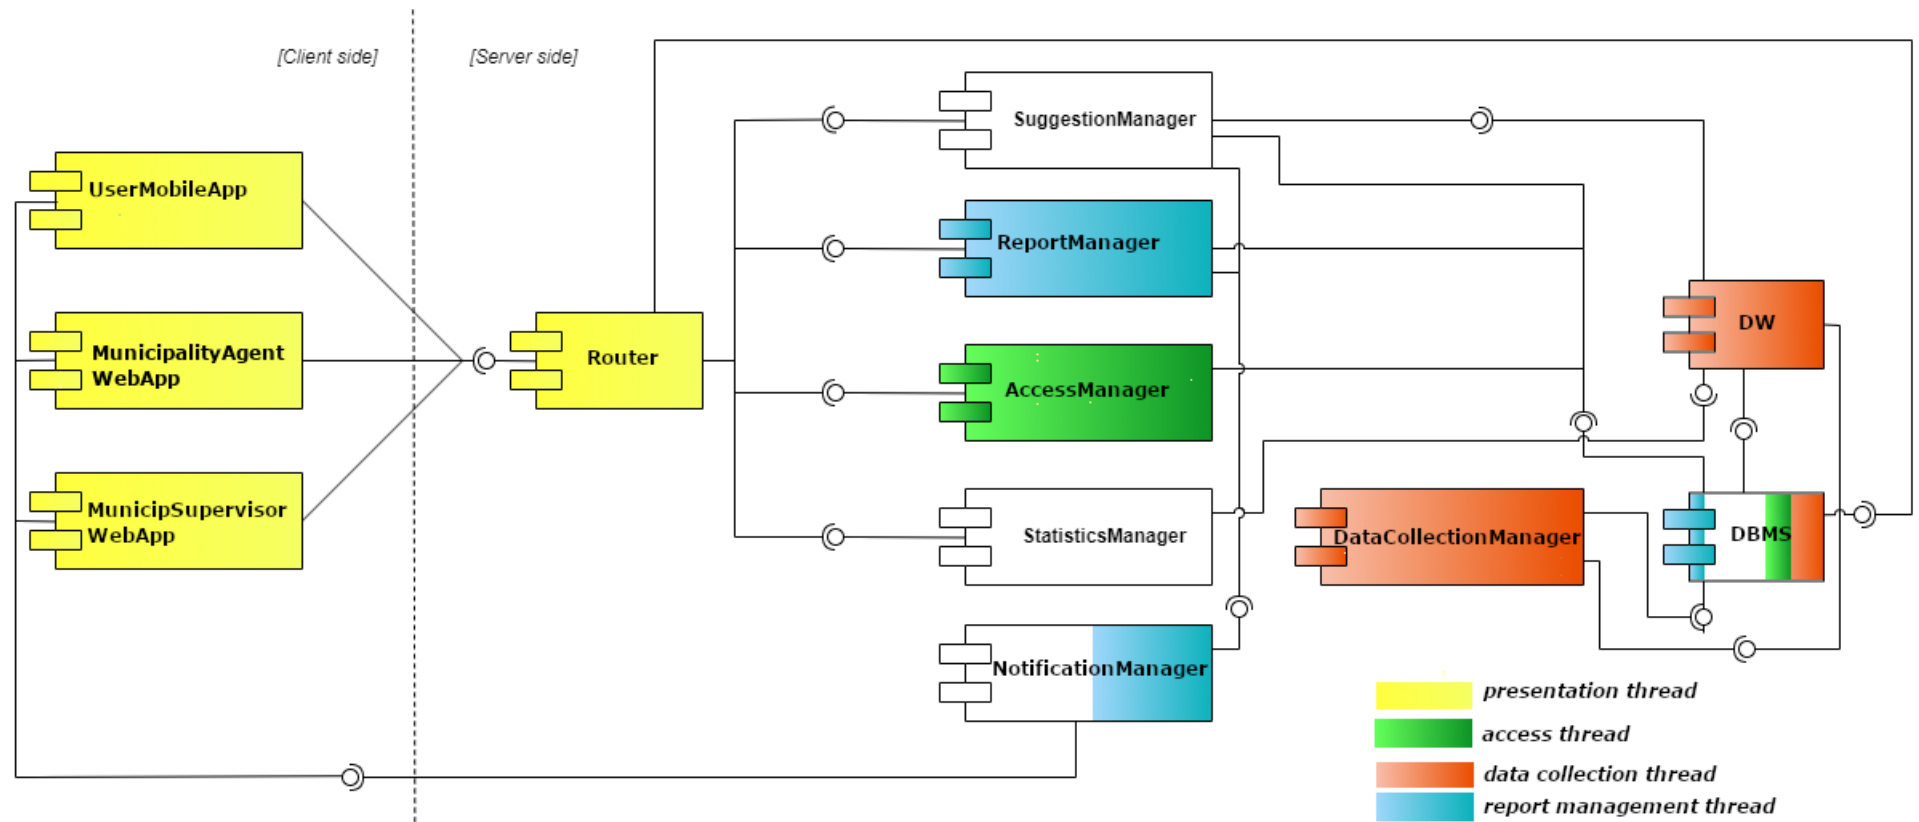 [Client side]
[Server side]
SuggestionManager
UserMobileApp
ReportManager
DW
MunicipalityAgent
WebApp
Router
AccessManager
MunicipSupervisor
WebApp
StatisticsManager
DataCollectionManager
DBMS
NotificationManager
presentation thread
access thread
data collection thread
report management thread